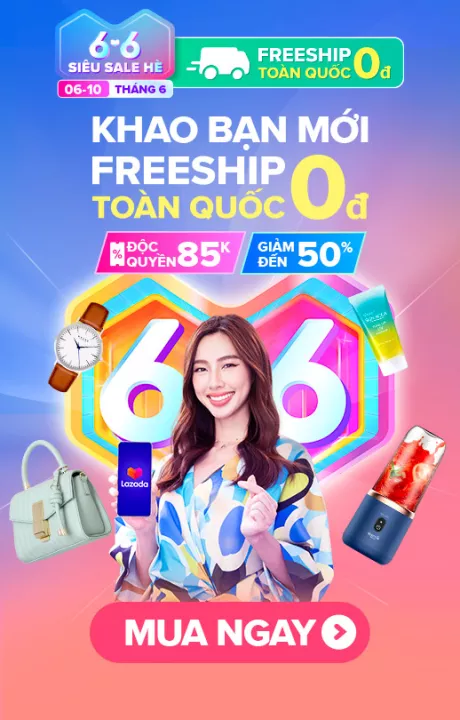 6-6
SIÊU SALE HÈ
06-10 THÁNG 6
FREESHIP
TOÀN QUỐC 0đ
KHAO BẠN MỚI
FREESHIP
TOÀN QUỐC 0đ
ĐỘC
QUYỀN 85K
GIẢM
ĐẾN 50%
6 6
Lazada
MUA NGAY